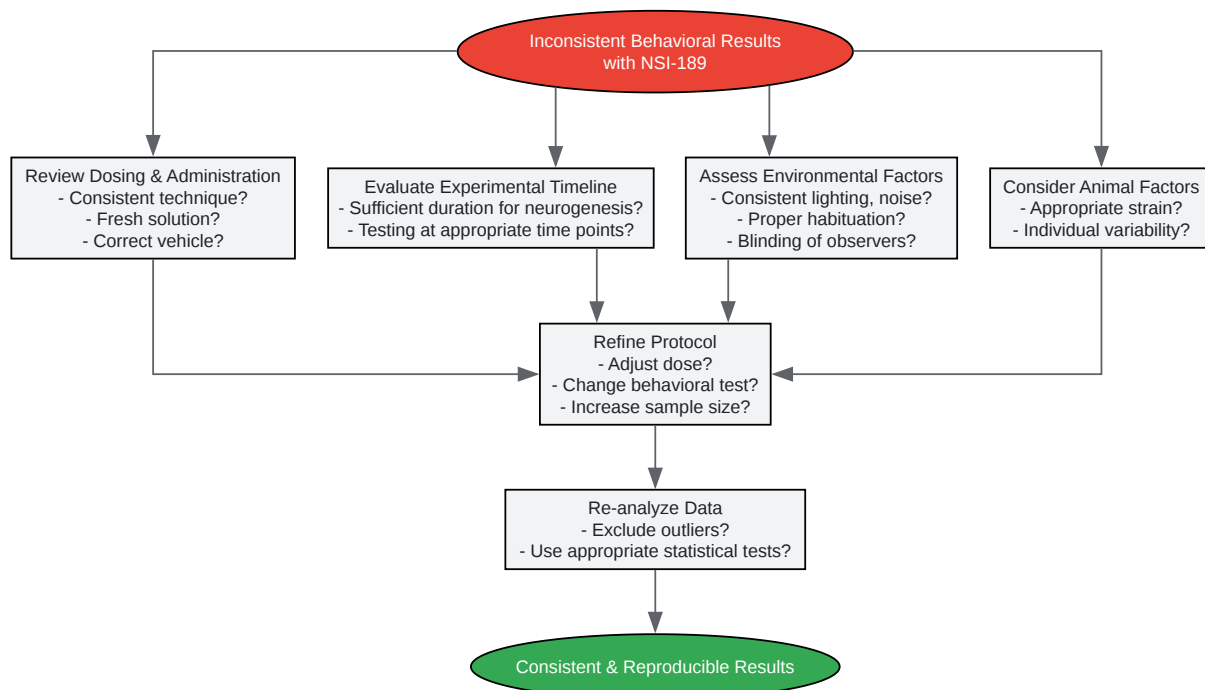 Inconsistent Behavioral Results
with NSI-189
Review Dosing & Administration
- Consistent technique?
- Fresh solution?
- Correct vehicle?
Evaluate Experimental Timeline
- Sufficient duration for neurogenesis?
- Testing at appropriate time points?
Assess Environmental Factors
- Consistent lighting, noise?
- Proper habituation?
- Blinding of observers?
Consider Animal Factors
- Appropriate strain?
- Individual variability?
Refine Protocol
- Adjust dose?
- Change behavioral test?
- Increase sample size?
Re-analyze Data
- Exclude outliers?
- Use appropriate statistical tests?
Consistent & Reproducible Results